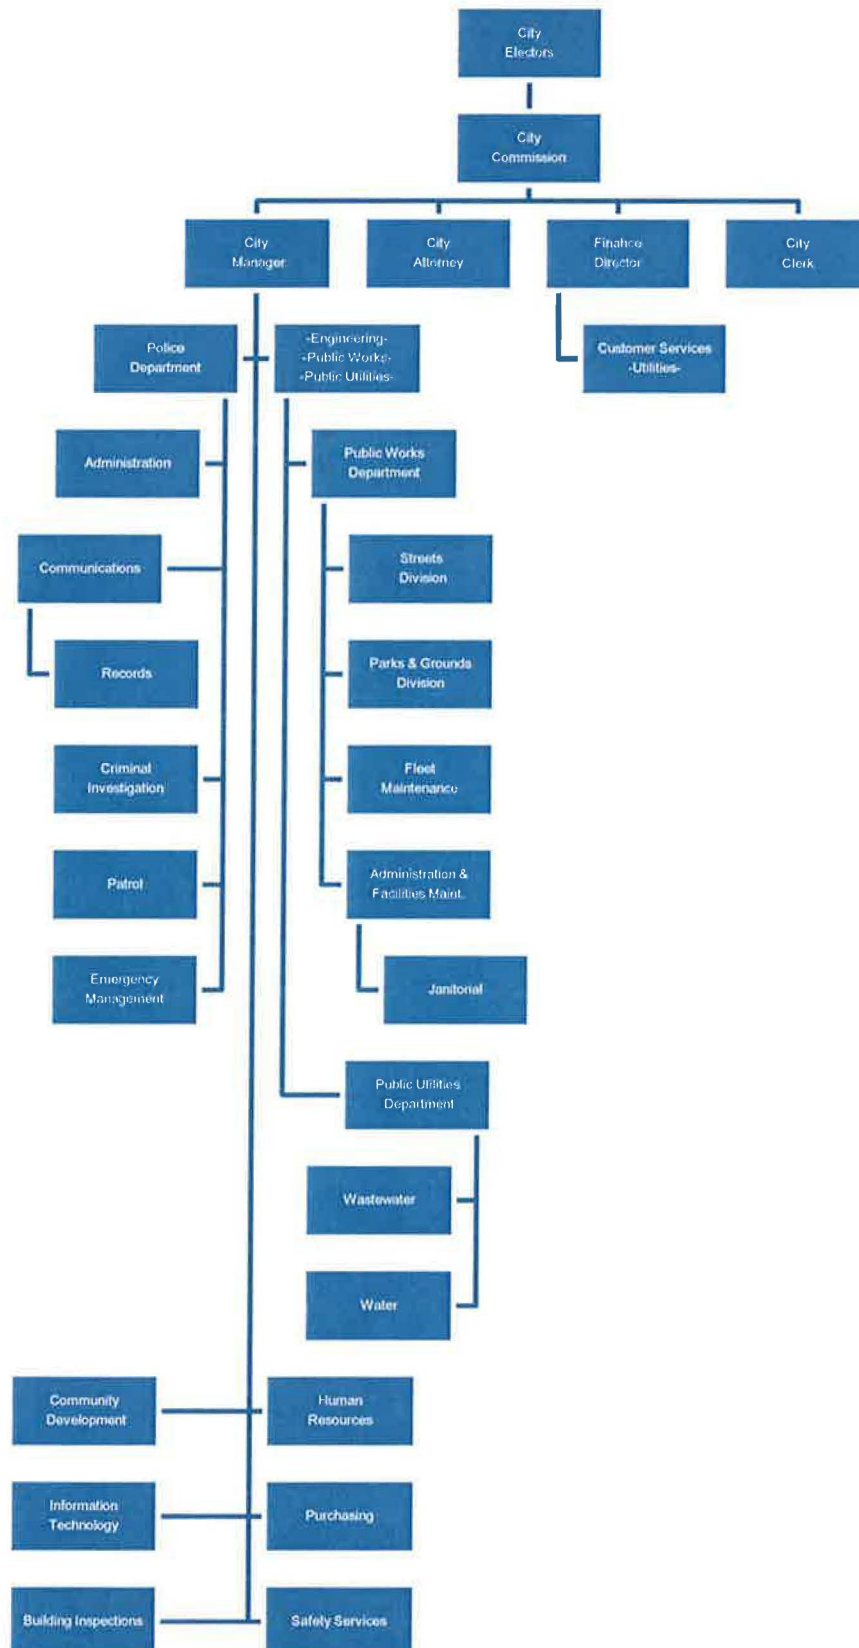 City
Electors
City
Commission
City
Manager
City
Attorney
Finance
Director
City
Clerk
Police
Department
-Engineering-
-Public Works-
-Public Utilities-
Customer Services
-Utilities-
Administration
Public Works
Department
Communications
Streets
Division
Records
Parks & Grounds
Division
Criminal
Investigation
Fleet
Maintenance
Patrol
Administration &
Facilities Maint.
Emergency
Management
Janitorial
Public Utilities
Department
Wastewater
Water
Community
Development
Human
Resources
Information
Technology
Purchasing
Building Inspections
Safety Services